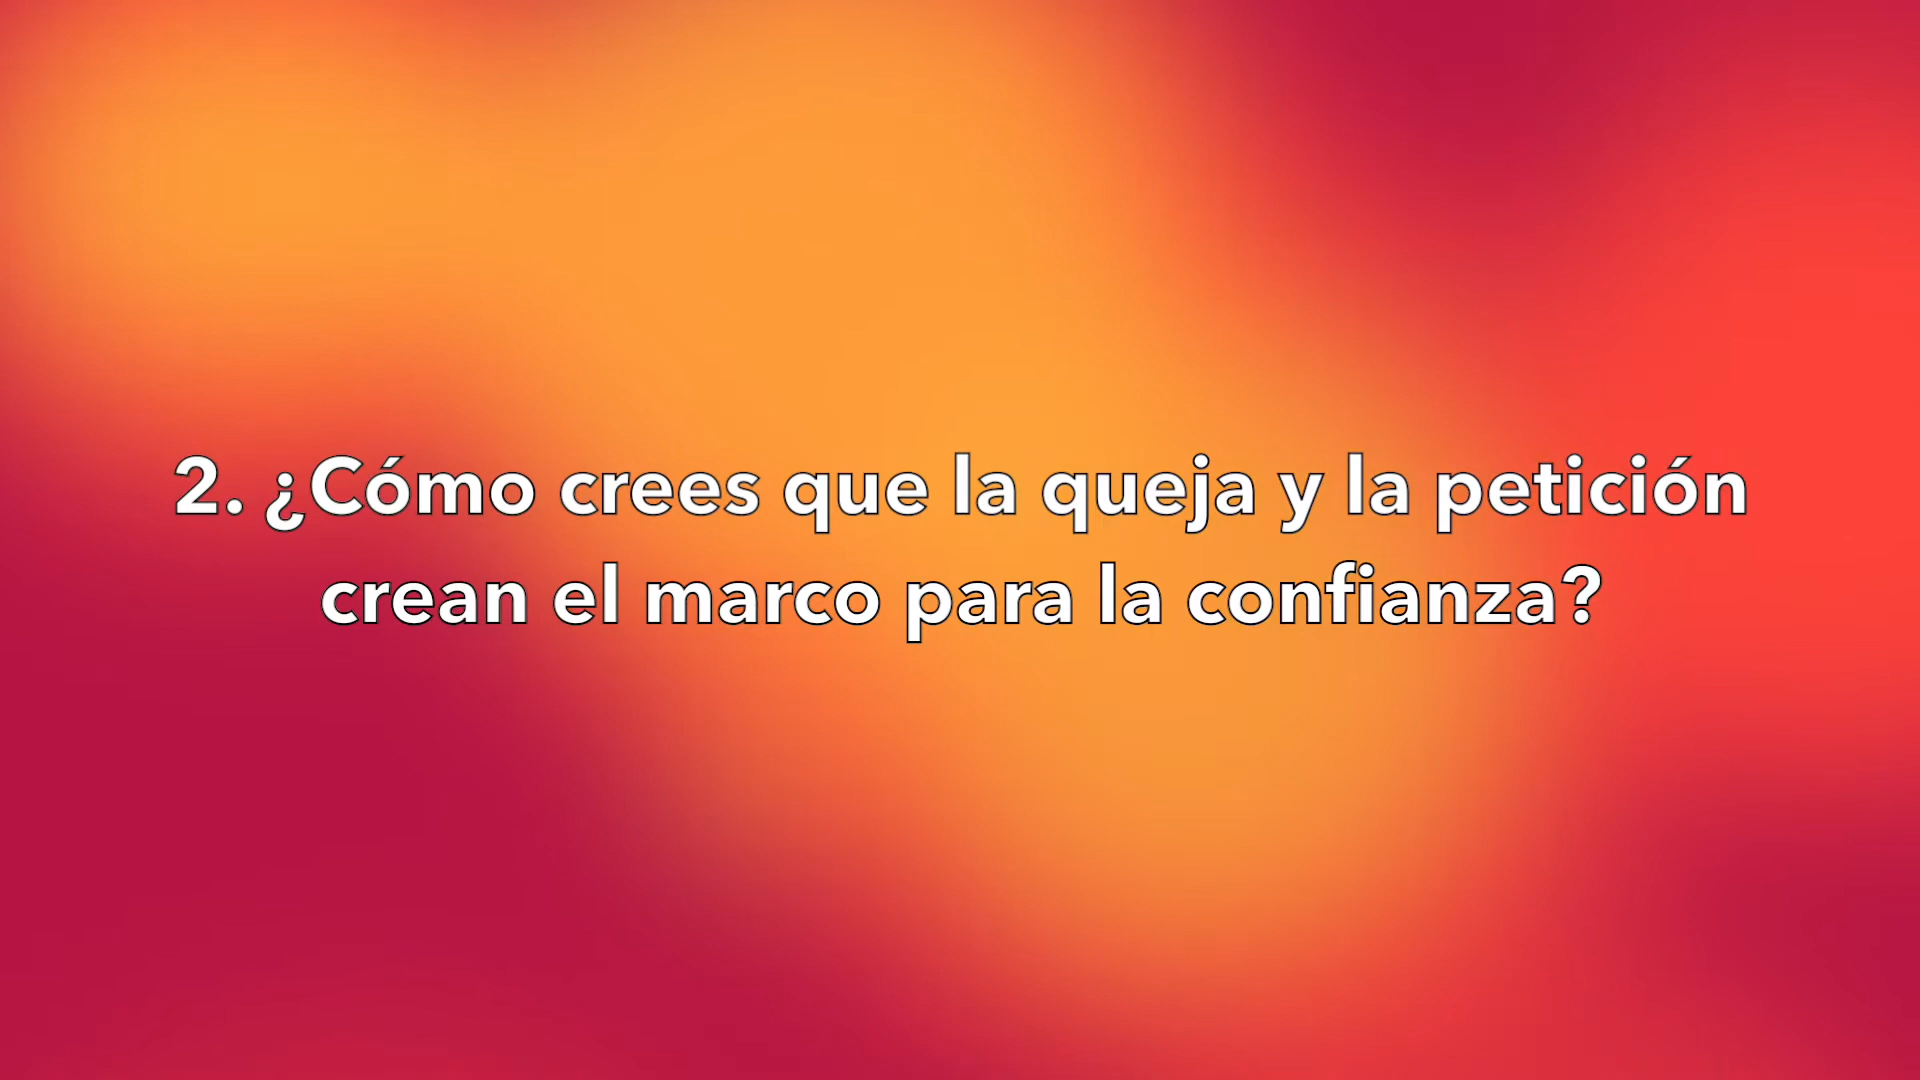 2. ¿Cómo crees que la queja y la petición
crean el marco para la confianza?